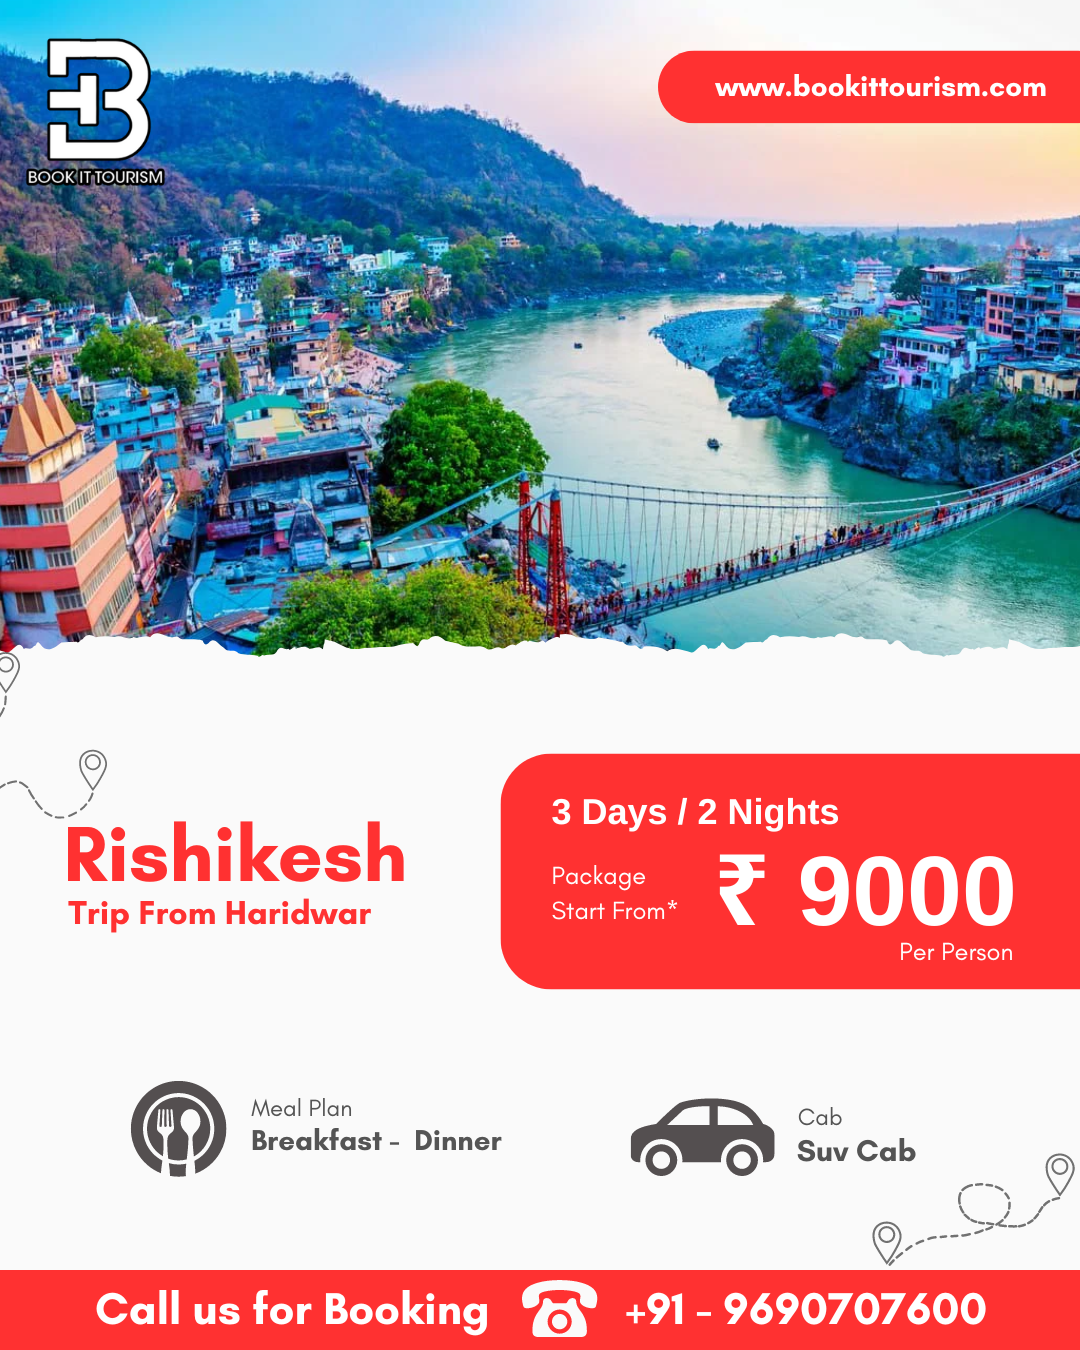 BOOK IT TOURISM
www.bookittourism.com
Rishikesh
Trip From Haridwar
3 Days / 2 Nights
Package
Start From*
₹ 9000
Per Person
Meal Plan
Breakfast - Dinner
Cab
Suv Cab
Call us for Booking
+91 - 9690707600